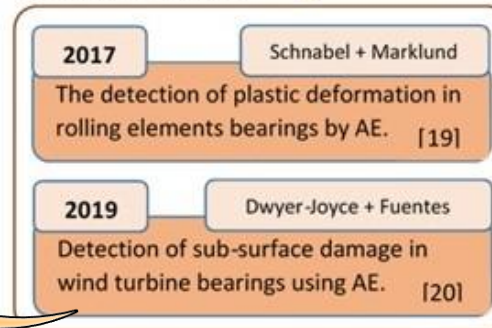 2017
Schnabel + Marklund
The detection of plastic deformation in
rolling elements bearings by AE. [19]
2019
Dwyer-Joyce + Fuentes
Detection of sub-surface damage in
wind turbine bearings using AE. [20]